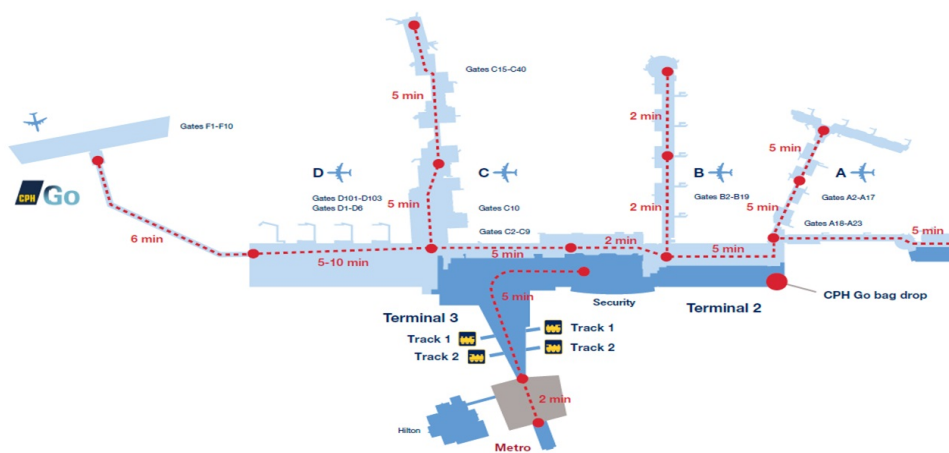 Gates C15-C40
5 min
2 min
5 min
Gates F1-F10
CPH Go
D
C
B
A
Gates D101-D103
Gates D1-D6
5 min
Gates C10
Gates C2-C9
2 min
Gates B2-B19
5 min
Gates A2-A17
Gates A18-A23
6 min
5-10 min
5 min
2 min
5 min
5 min
5 min
Security
Terminal 2
CPH Go bag drop
Terminal 3
Track 1
Track 2
Track 1
Track 2
2 min
Hilton
Metro